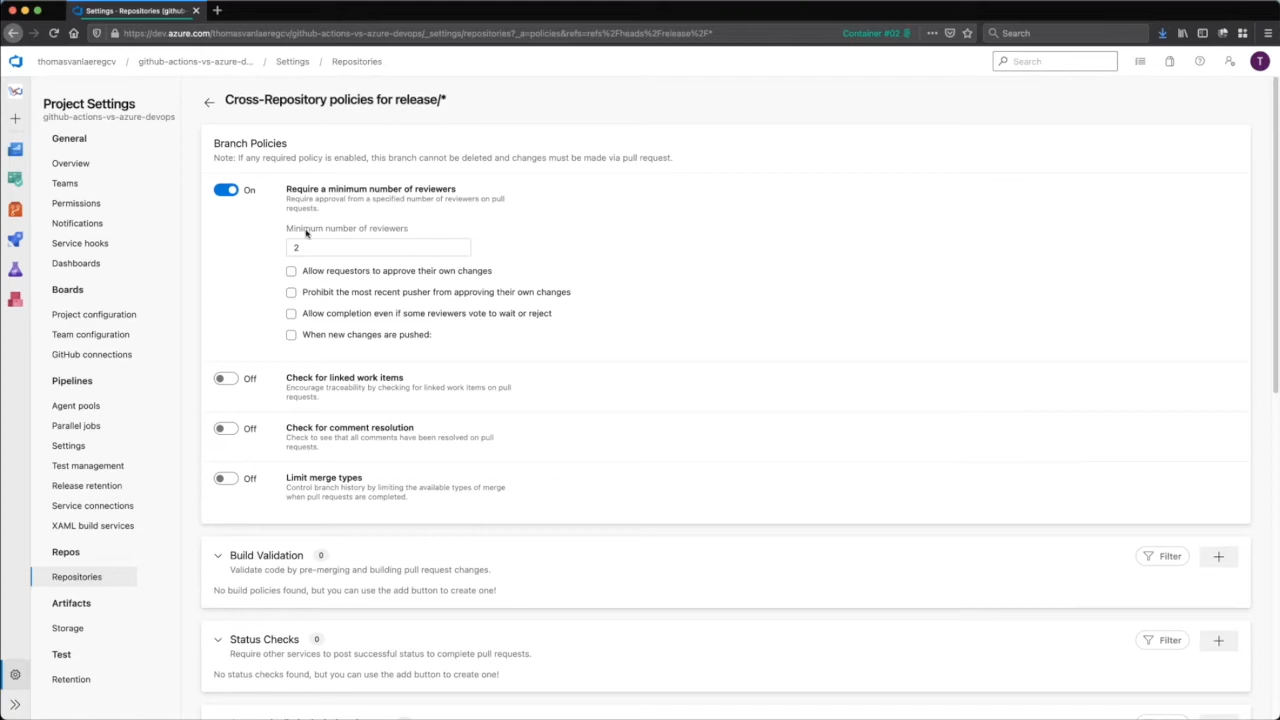 Settings - Repositories (github-
https://dev.azure.com/thomasvanlaeregcv/github-actions-vs-azure-devops/_settings/repositories?_a=policies&refs=refs%2Fheads%2Frelease%2F*
Container #02
Search
thomasvanlaeregcv / github-actions-vs-azure-d... / Settings / Repositories
Search
T
Project Settings
github-actions-vs-azure-devops
General
Overview
Teams
Permissions
Notifications
Service hooks
Dashboards
Boards
Project configuration
Team configuration
GitHub connections
Pipelines
Agent pools
Parallel jobs
Settings
Test management
Release retention
Service connections
XAML build services
Repos
Repositories
Artifacts
Storage
Test
Retention
Cross-Repository policies for release/*
Branch Policies
Note: If any required policy is enabled, this branch cannot be deleted and changes must be made via pull request.
On
Require a minimum number of reviewers
Require approval from a specified number of reviewers on pull
requests.
Minimum number of reviewers
2
Allow requestors to approve their own changes
Prohibit the most recent pusher from approving their own changes
Allow completion even if some reviewers vote to wait or reject
When new changes are pushed:
Off
Check for linked work items
Encourage traceability by checking for linked work items on pull
requests.
Off
Check for comment resolution
Check to see that all comments have been resolved on pull
requests.
Off
Limit merge types
Control branch history by limiting the available types of merge
when pull requests are completed.
Build Validation 0
Filter
Validate code by pre-merging and building pull request changes.
No build policies found, but you can use the add button to create one!
Status Checks 0
Filter
Require other services to post successful status to complete pull requests.
No status checks found, but you can use the add button to create one!